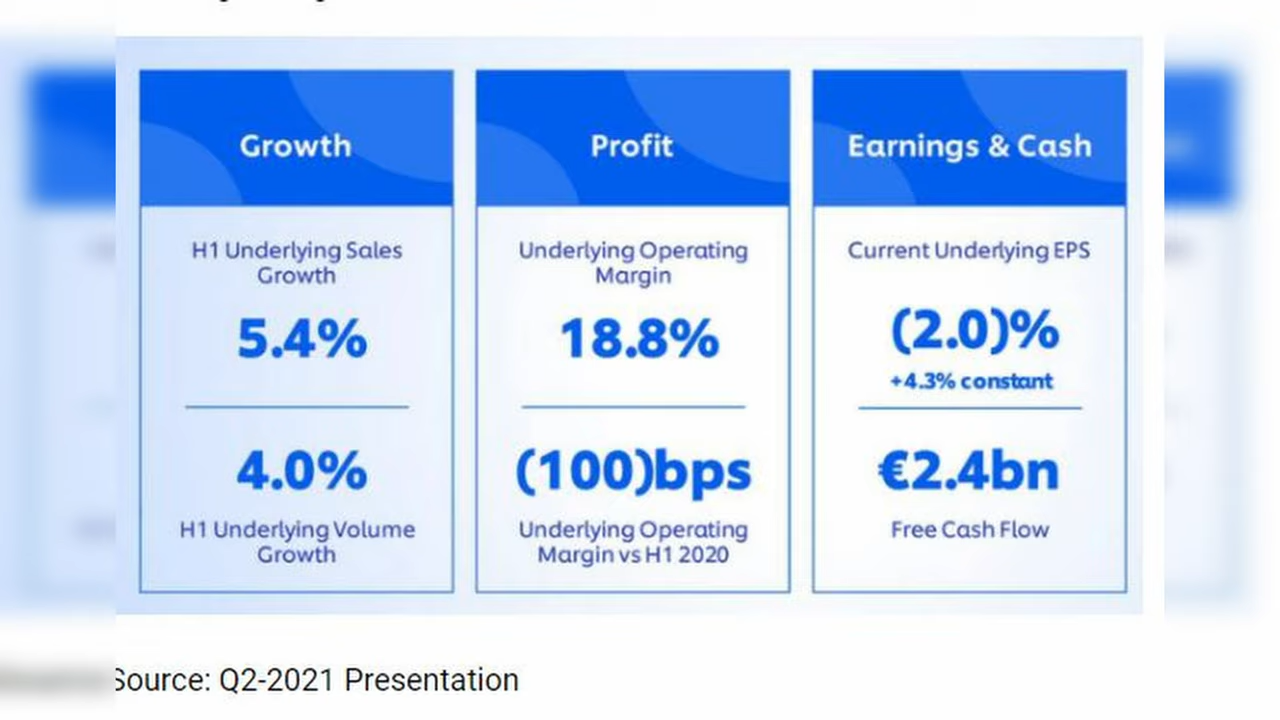 Growth
H1 Underlying Sales
Growth
5.4%
4.0%
H1 Underlying Volume
Growth
Profit
Underlying Operating
Margin
18.8%
(100)bps
Underlying Operating
Margin vs H1 2020
Earnings & Cash
Current Underlying EPS
(2.0)%
+4.3% constant
€2.4bn
Free Cash Flow
Source: Q2-2021 Presentation